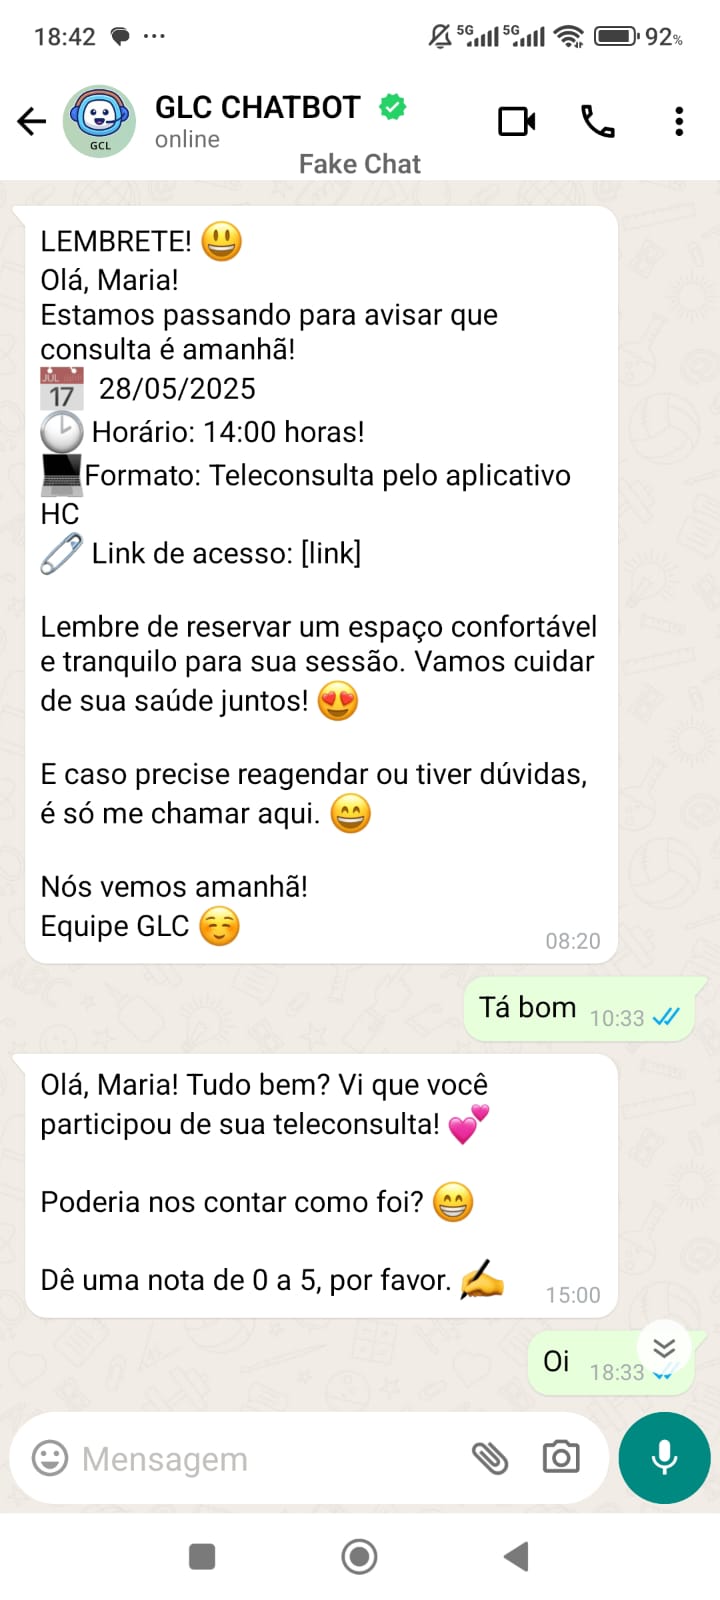 18:42 5G 5G 92%
GLC CHATBOT
online
GCL
Fake Chat
LEMBRETE! 😃
Olá, Maria!
Estamos passando para avisar que
consulta é amanhã!
JUL 17 28/05/2025
Horário: 14:00 horas!
Formato: Teleconsulta pelo aplicativo
HC
Link de acesso: [link]
Lembre de reservar um espaço confortável
e tranquilo para sua sessão. Vamos cuidar
de sua saúde juntos! 😍
E caso precise reagendar ou tiver dúvidas,
é só me chamar aqui. 😄
Nós vemos amanhã!
Equipe GLC ☺️
08:20
Tá bom 10:33
Olá, Maria! Tudo bem? Vi que você
participou de sua teleconsulta! 💕
Poderia nos contar como foi? 😁
Dê uma nota de 0 a 5, por favor. ✍️
15:00
Oi 18:33
Mensagem